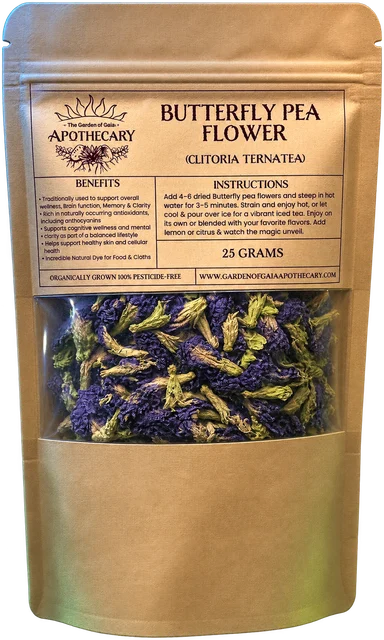 - The Garden of Gaia -
APOTHECARY
BUTTERFLY PEA
FLOWER
(CLITORIA TERNATEA)
BENEFITS
• Traditionally used to support overall
wellness, Brain function, Memory & Clarity
• Rich in naturally occurring antioxidants,
including anthocyanins
• Supports cognitive wellness and mental
• clarity as part of a balanced lifestyle
• Helps support healthy skin and cellular
health
• Incredible Natural Dye for Food & Cloths
INSTRUCTIONS
Add 4-6 dried Butterfly pea flowers and steep in hot
water for 3-5 minutes. Strain and enjoy hot, or let
cool & pour over ice for a vibrant iced tea. Enjoy on
its own or blended with your favorite flavors. Add
lemon or citrus & watch the magic unveil.
25 GRAMS
ORGANICALLY GROWN 100% PESTICIDE-FREE
WWW.GARDENOFGAIAAPOTHECARY.COM